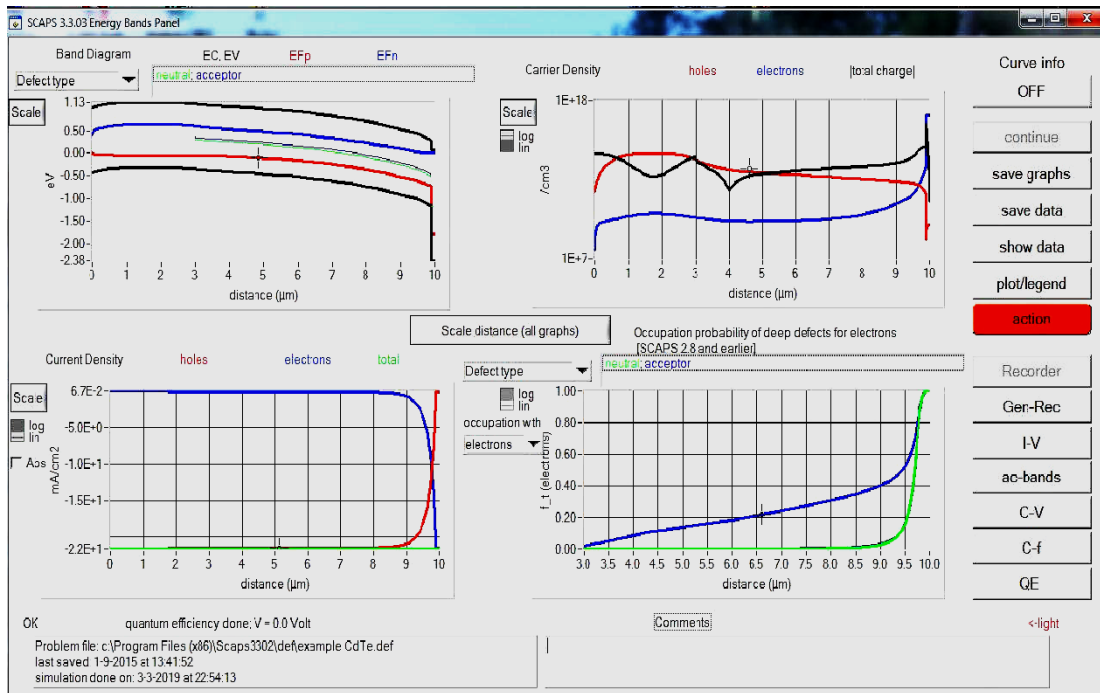 SCAPS 3.3.03 Energy Bands Panel
Band Diagram EC, EV EFp EFn
Defect type
neutral; acceptor
Scale
1.13
0.50
0.00
-0.50
-1.00
-1.50
-2.00
-2.38
eV
0 1 2 3 4 5 6 7 8 9 10
distance (µm)
Carrier Density holes electrons |total charge|
Scale
log
lin
1E+18
/cm3
1E+7
0 1 2 3 4 5 6 7 8 9 10
distance (µm)
Curve info
OFF
continue
save graphs
save data
show data
plot/legend
action
Recorder
Gen-Rec
I-V
ac-bands
C-V
C-f
QE
Scale distance (all graphs)
Current Density holes electrons total
Scale
log
lin
Abs
6.7E-2
-5.0E+0
-1.0E+1
-1.5E+1
-2.2E+1
mA/cm2
0 1 2 3 4 5 6 7 8 9 10
distance (µm)
Occupation probability of deep defects for electrons
[SCAPS 2.8 and earlier]
Defect type
neutral; acceptor
log
lin
occupation with
electrons
1.00
0.80
0.60
0.40
0.20
0.00
f_t (electrons)
3.0 3.5 4.0 4.5 5.0 5.5 6.0 6.5 7.0 7.5 8.0 8.5 9.0 9.5 10.0
distance (µm)
OK quantum efficiency done; V = 0.0 Volt Comments <-light
Problem file: c:\Program Files (x86)\Scaps3302\def\example CdTe.def
last saved: 1-9-2015 at 13:41:52
simulation done on: 3-3-2019 at 22:54:13